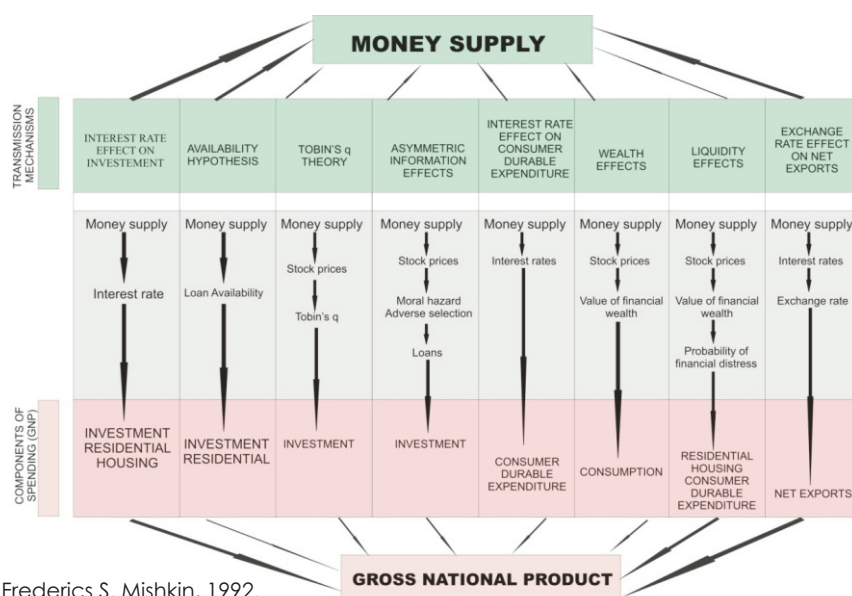 MONEY SUPPLY
TRANSMISSION
MECHANISMS
INTEREST RATE
EFFECT ON
INVESTEMENT
AVAILABILITY
HYPOTHESIS
TOBIN'S q
THEORY
ASYMMETRIC
INFORMATION
EFFECTS
INTEREST RATE
EFFECT ON
CONSUMER
DURABLE
EXPENDITURE
WEALTH
EFFECTS
LIQUIDITY
EFFECTS
EXCHANGE
RATE EFFECT
ON NET
EXPORTS
Money supply
Interest rate
Money supply
Loan Availability
Money supply
Stock prices
Tobin's q
Money supply
Stock prices
Moral hazard
Adverse selection
Loans
Money supply
Interest rates
Money supply
Stock prices
Value of financial
wealth
Money supply
Stock prices
Value of financial
wealth
Probability of
financial distress
Money supply
Interest rates
Exchange rate
COMPONENTS OF
SPENDING (GNP)
INVESTMENT
RESIDENTIAL
HOUSING
INVESTMENT
RESIDENTIAL
INVESTMENT
INVESTMENT
CONSUMER
DURABLE
EXPENDITURE
CONSUMPTION
RESIDENTIAL
HOUSING
CONSUMER
DURABLE
EXPENDITURE
NET EXPORTS
GROSS NATIONAL PRODUCT
Frederics S. Mishkin, 1992.